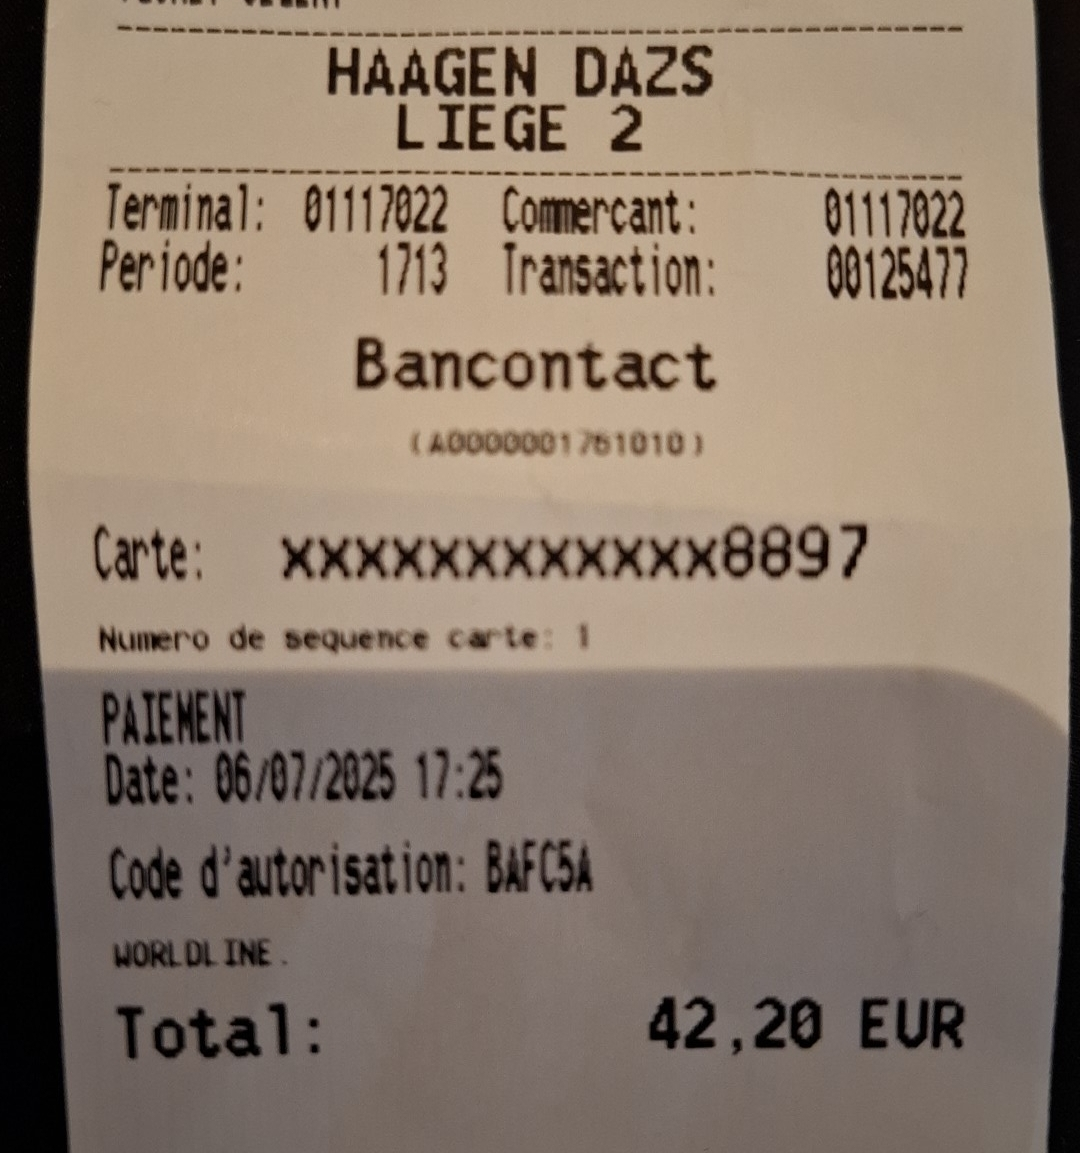 HAAGEN DAZS
LIEGE 2
Terminal: 01117022 Commercant: 01117022
Periode: 1713 Transaction: 00125477
Bancontact
(A0000001761010)
Carte: xxxxxxxxxxxx8897
Numero de sequence carte: 1
PAIEMENT
Date: 06/07/2025 17:25
Code d'autorisation: BAFC5A
WORLDLINE.
Total: 42,20 EUR